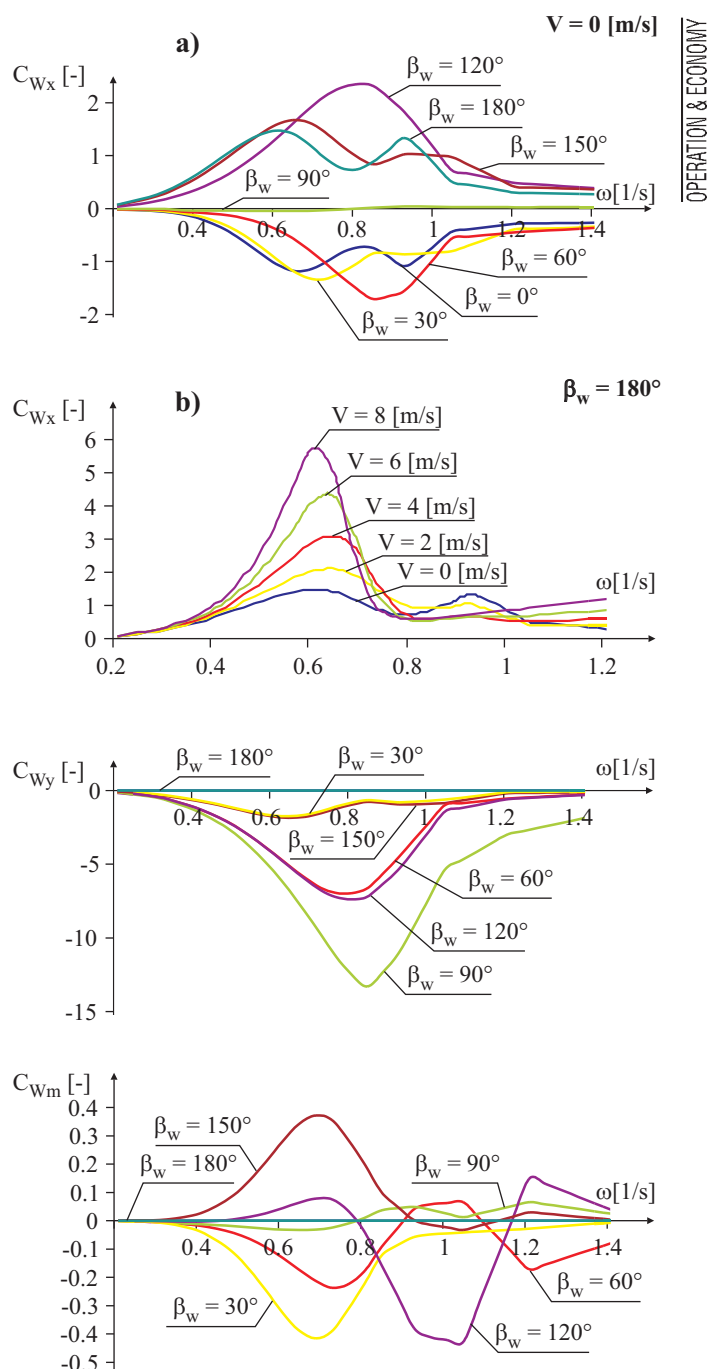 V = 0 [m/s]
OPERATION & ECONOMY
a)
C_Wx [-]
β_w = 120°
β_w = 180°
β_w = 150°
β_w = 90°
ω[1/s]
2
1
0
-1
-2
0.4
0.6
0.8
1
1.2
1.4
β_w = 60°
β_w = 0°
β_w = 30°
b)
β_w = 180°
C_Wx [-]
V = 8 [m/s]
V = 6 [m/s]
V = 4 [m/s]
V = 2 [m/s]
V = 0 [m/s]
ω[1/s]
6
5
4
3
2
1
0
0.2
0.4
0.6
0.8
1
1.2
C_Wy [-]
β_w = 180°
β_w = 30°
ω[1/s]
0
-5
-10
-15
0.4
0.6
0.8
1
1.2
1.4
β_w = 150°
β_w = 60°
β_w = 120°
β_w = 90°
C_Wm [-]
0.4
0.3
0.2
0.1
0
-0.1
-0.2
-0.3
-0.4
-0.5
β_w = 150°
β_w = 180°
β_w = 90°
ω[1/s]
0.4
0.6
0.8
1
1.2
1.4
β_w = 30°
β_w = 60°
β_w = 120°